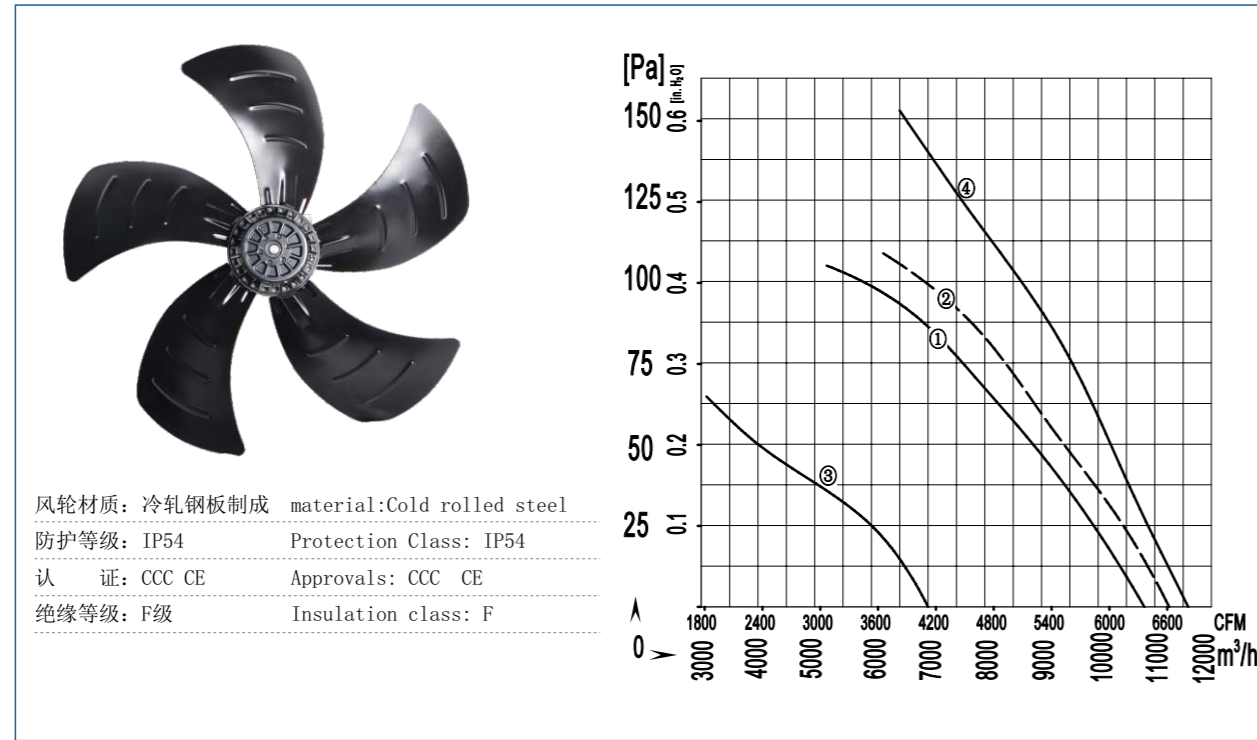 风轮材质：冷轧钢板制成 material:Cold rolled steel
防护等级：IP54 Protection Class: IP54
认 证：CCC CE Approvals: CCC CE
绝缘等级：F级 Insulation class: F
[Pa] [in. H₂O]
150 0.6
125 0.5
100 0.4
75 0.3
50 0.2
25 0.1
0
④
②
①
③
1800 2400 3000 3600 4200 4800 5400 6000 6600 CFM
3000 4000 5000 6000 7000 8000 9000 10000 11000 12000 m³/h